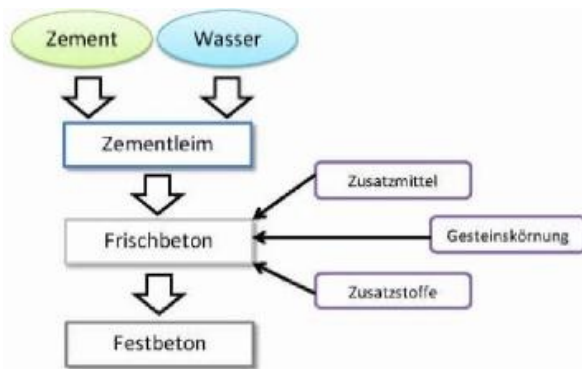 Zement
Wasser
Zementleim
Zusatzmittel
Frischbeton
Gesteinskörnung
Zusatzstoffe
Festbeton